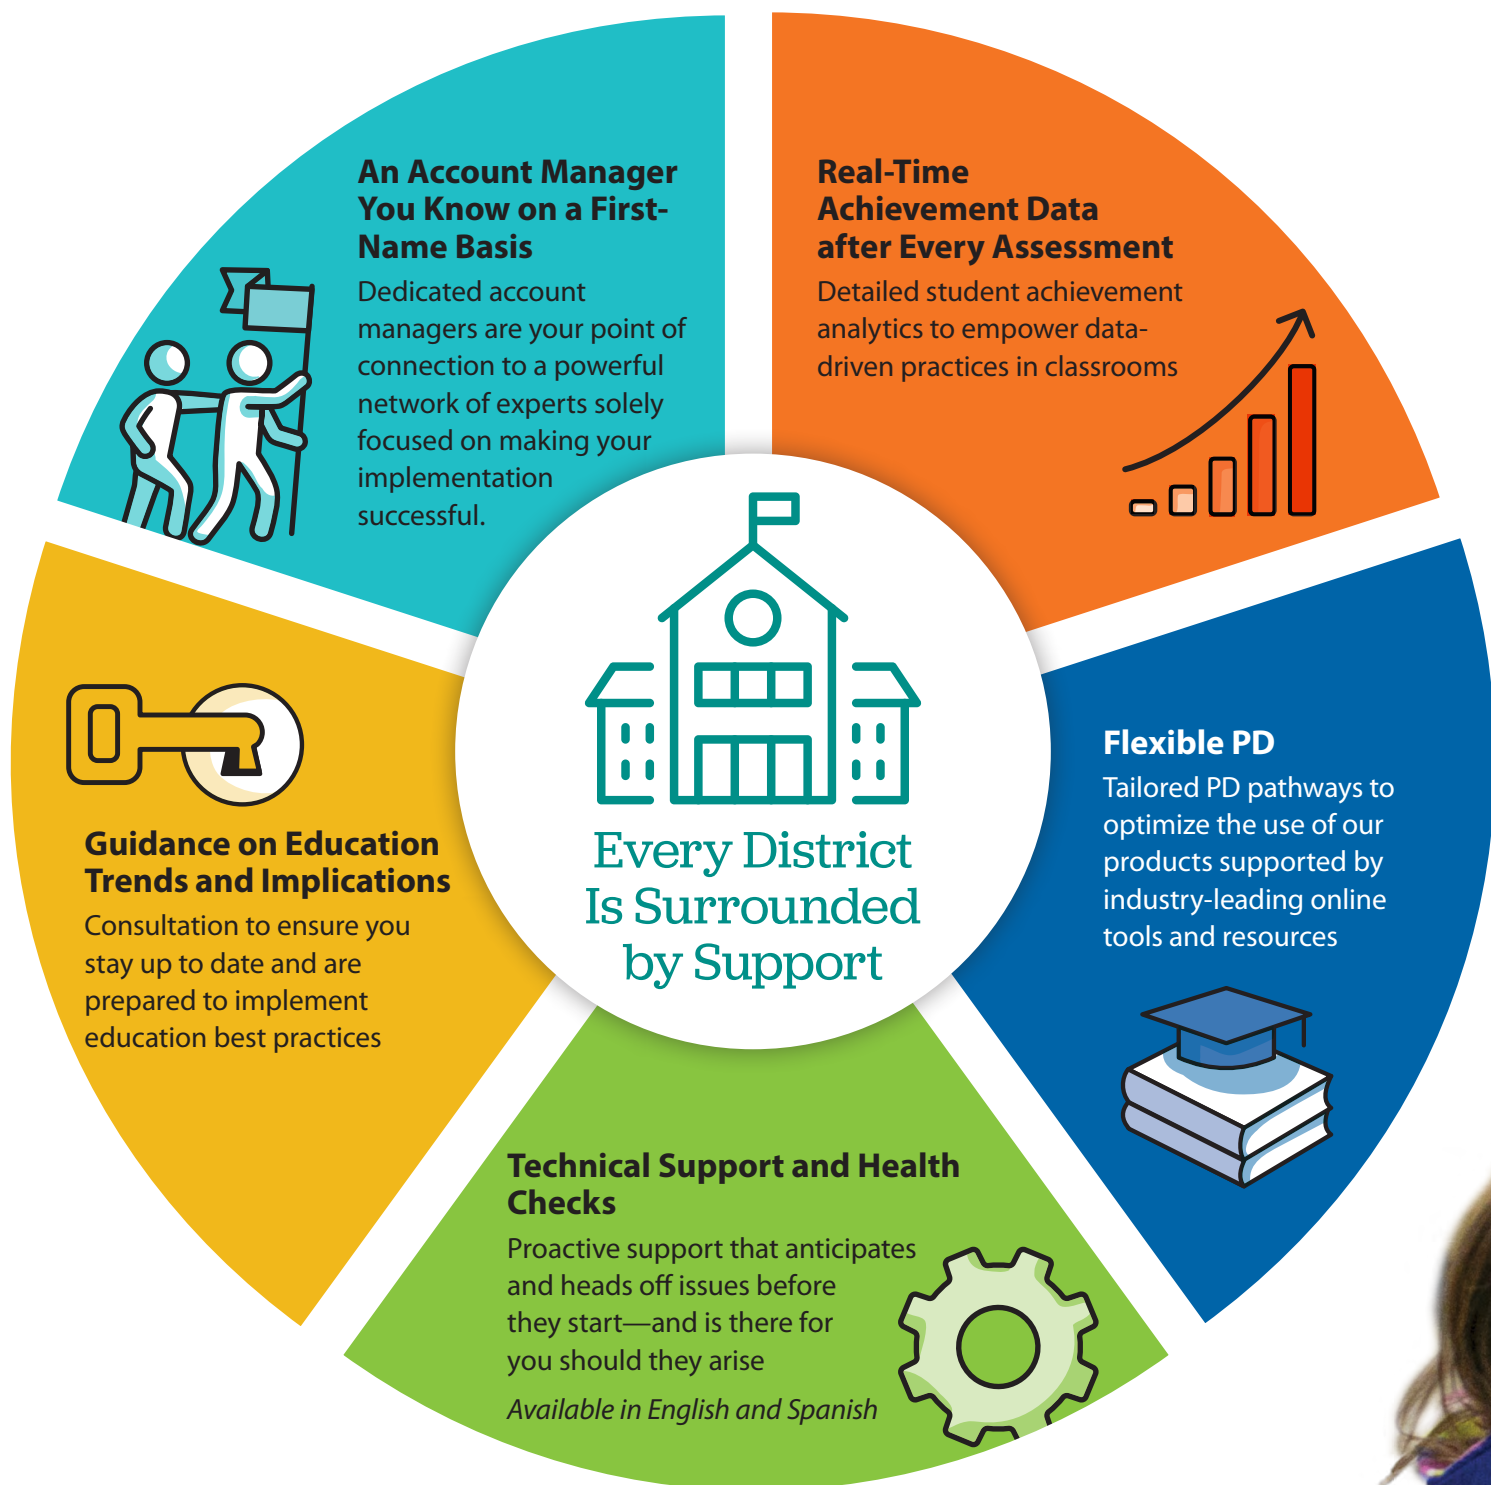 An Account Manager
You Know on a First-
Name Basis
Dedicated account
managers are your point of
connection to a powerful
network of experts solely
focused on making your
implementation
successful.
Real-Time
Achievement Data
after Every Assessment
Detailed student achievement
analytics to empower data-
driven practices in classrooms
Flexible PD
Tailored PD pathways to
optimize the use of our
products supported by
industry-leading online
tools and resources
Technical Support and Health
Checks
Proactive support that anticipates
and heads off issues before
they start—and is there for
you should they arise
Available in English and Spanish
Guidance on Education
Trends and Implications
Consultation to ensure you
stay up to date and are
prepared to implement
education best practices
Every District
Is Surrounded
by Support